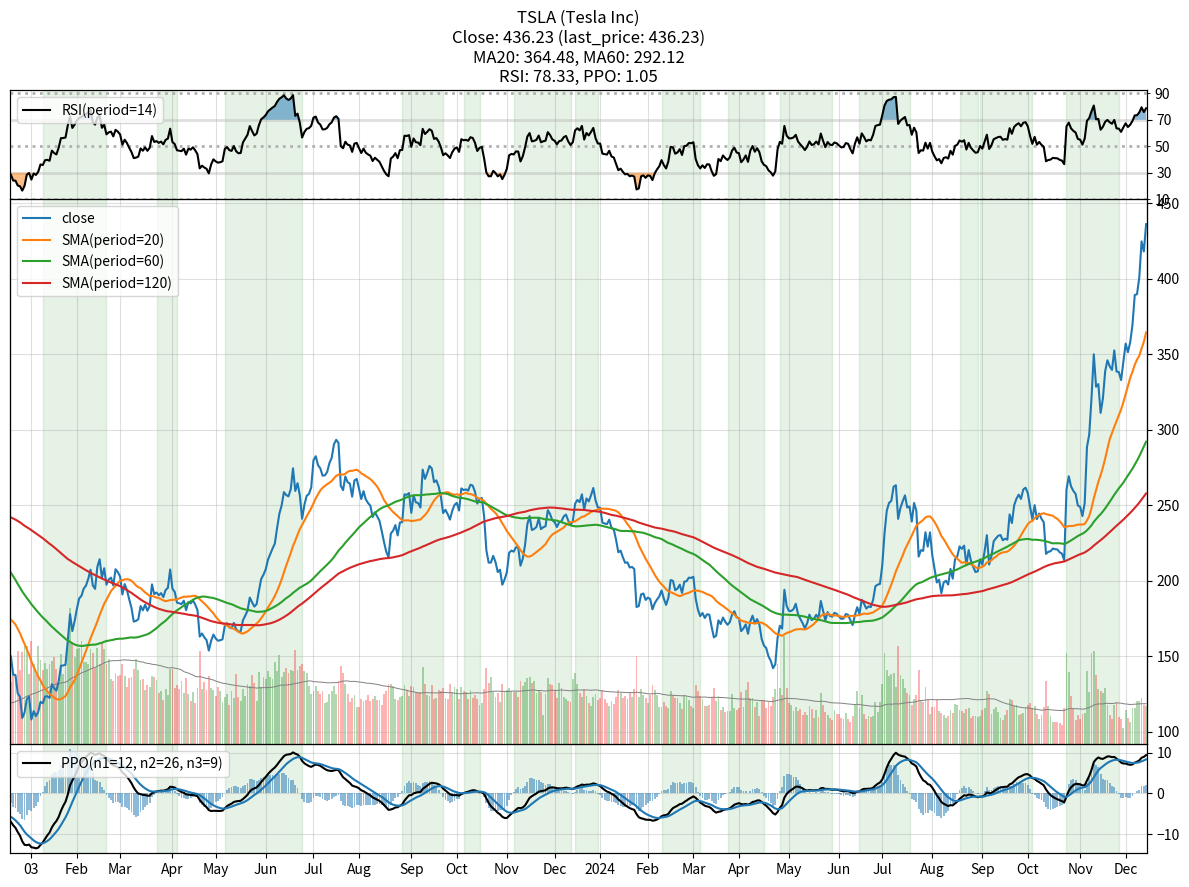 TSLA (Tesla Inc)
Close: 436.23 (last_price: 436.23)
MA20: 364.48, MA60: 292.12
RSI: 78.33, PPO: 1.05
RSI(period=14)
90
70
50
30
10
close
SMA(period=20)
SMA(period=60)
SMA(period=120)
450
400
350
300
250
200
150
100
PPO(n1=12, n2=26, n3=9)
10
0
−10
03 Feb Mar Apr May Jun Jul Aug Sep Oct Nov Dec 2024 Feb Mar Apr May Jun Jul Aug Sep Oct Nov Dec